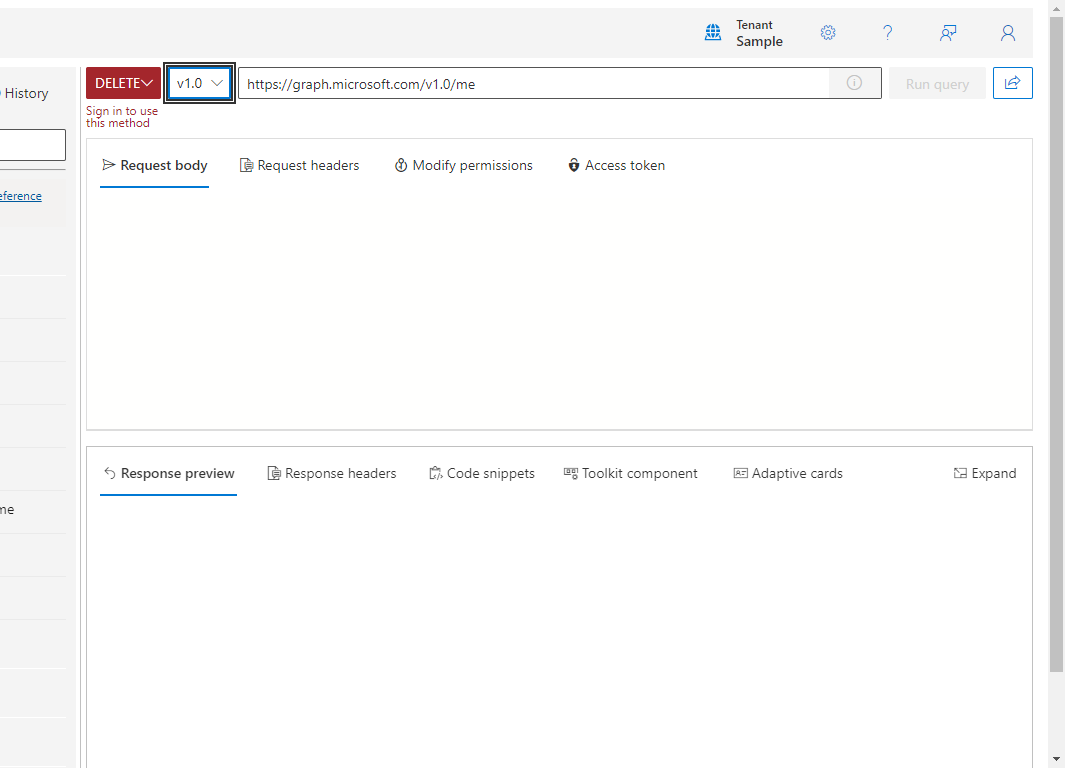 Tenant
Sample
?
History
DELETE
v1.0
https://graph.microsoft.com/v1.0/me
Run query
Sign in to use
this method
Request body
Request headers
Modify permissions
Access token
Response preview
Response headers
Code snippets
Toolkit component
Adaptive cards
Expand